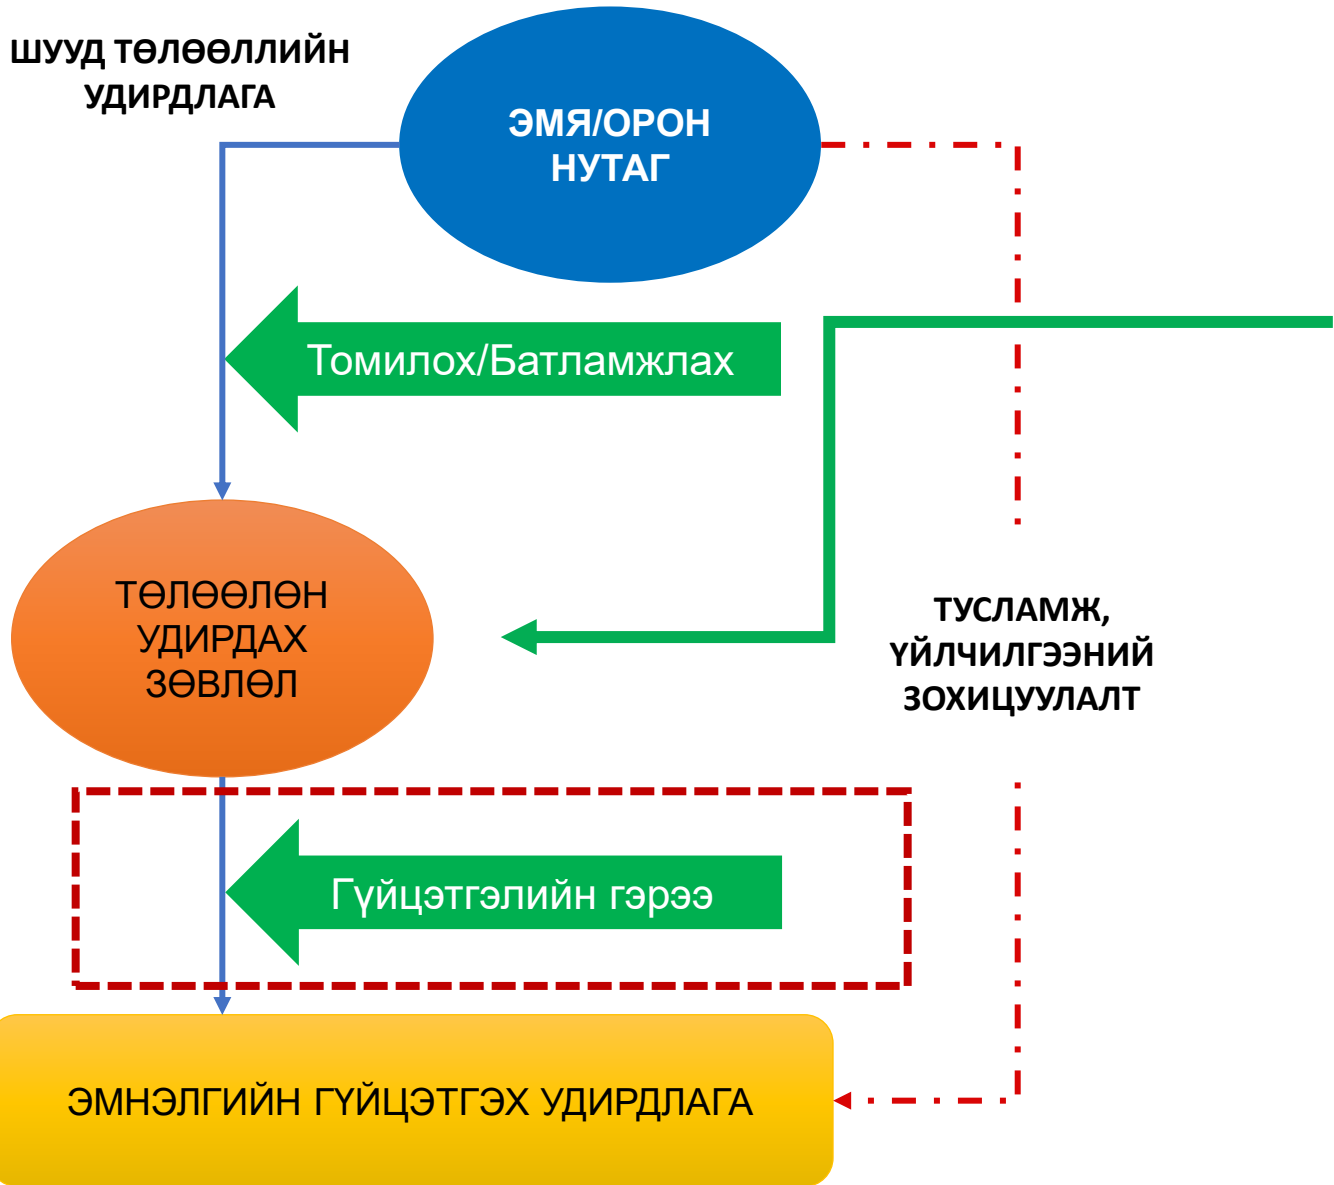 ШУУД ТӨЛӨӨЛЛИЙН
УДИРДЛАГА
ЭМЯ/ОРОН
НУТАГ
Томилох/Батламжлах
ТӨЛӨӨЛӨН
УДИРДАХ
ЗӨВЛӨЛ
ТУСЛАМЖ,
ҮЙЛЧИЛГЭЭНИЙ
ЗОХИЦУУЛАЛТ
Гүйцэтгэлийн гэрээ
ЭМНЭЛГИЙН ГҮЙЦЭТГЭХ УДИРДЛАГА